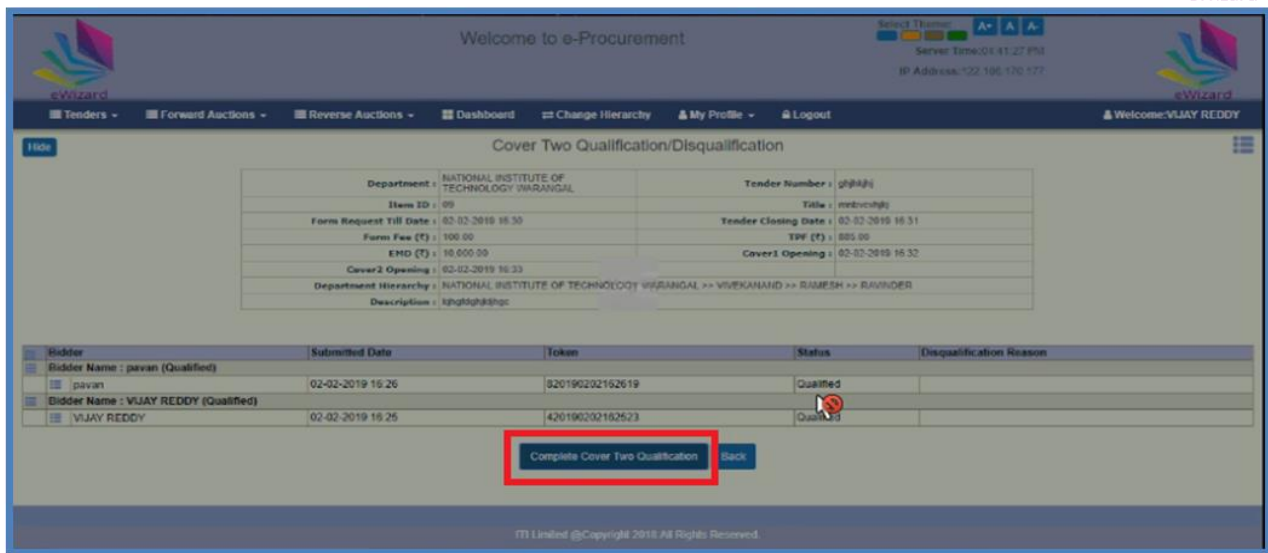 Welcome to e-Procurement
Select Theme: A+ A A-
Server Time:04:41:27 PM
eWizard
IP Address:
eWizard
Tenders Forward Auctions Reverse Auctions Dashboard Change Hierarchy My Profile Logout Welcome:VIJAY REDDY
Hide Cover Two Qualification/Disqualification
Department : NATIONAL INSTITUTE OF TECHNOLOGY WARANGAL Tender Number :
Item ID : 09 Title :
Form Request Till Date : 02-02-2019 16:30 Tender Closing Date : 02-02-2019 16:31
Form Fee (₹) : 100.00 TPF (₹) : 885.00
EMD (₹) : 10,000.00 Cover1 Opening : 02-02-2019 16:32
Cover2 Opening : 02-02-2019 16:33
Department Hierarchy : NATIONAL INSTITUTE OF TECHNOLOGY WARANGAL >> VIVEKANAND >> RAMESH >> RAVINDER
Description :
Bidder Submitted Date Token Status Disqualification Reason
Bidder Name : pavan (Qualified)
pavan 02-02-2019 16:26 820190202162619 Qualified
Bidder Name : VIJAY REDDY (Qualified)
VIJAY REDDY 02-02-2019 16:25 420190202162523 Qualified
Complete Cover Two Qualification Back
ITI Limited @Copyright 2018 All Rights Reserved.